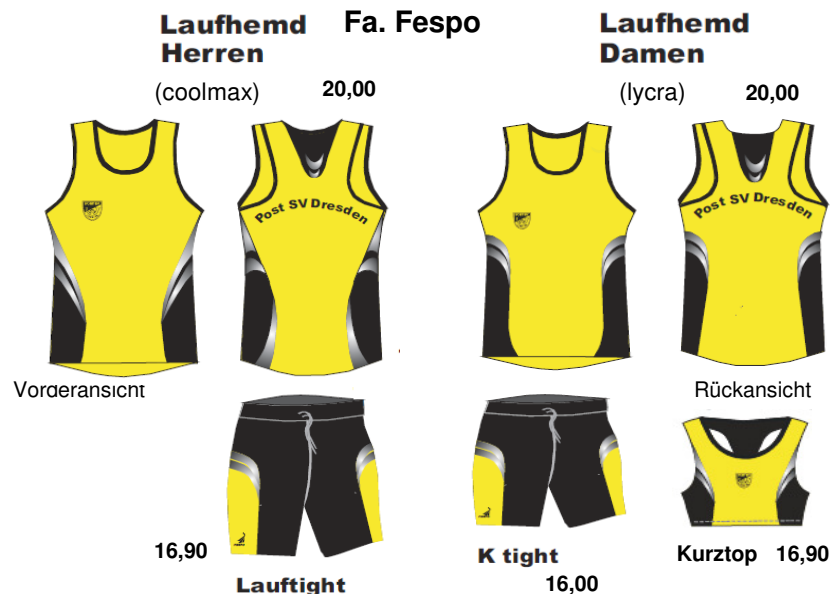 Laufhemd
Herren
Fa. Fespo
Laufhemd
Damen
(coolmax)
20,00
(lycra)
20,00
Post SV Dresden
Post SV Dresden
Vorderansicht
Rückansicht
16,90
Lauftight
K tight
16,00
Kurztop 16,90